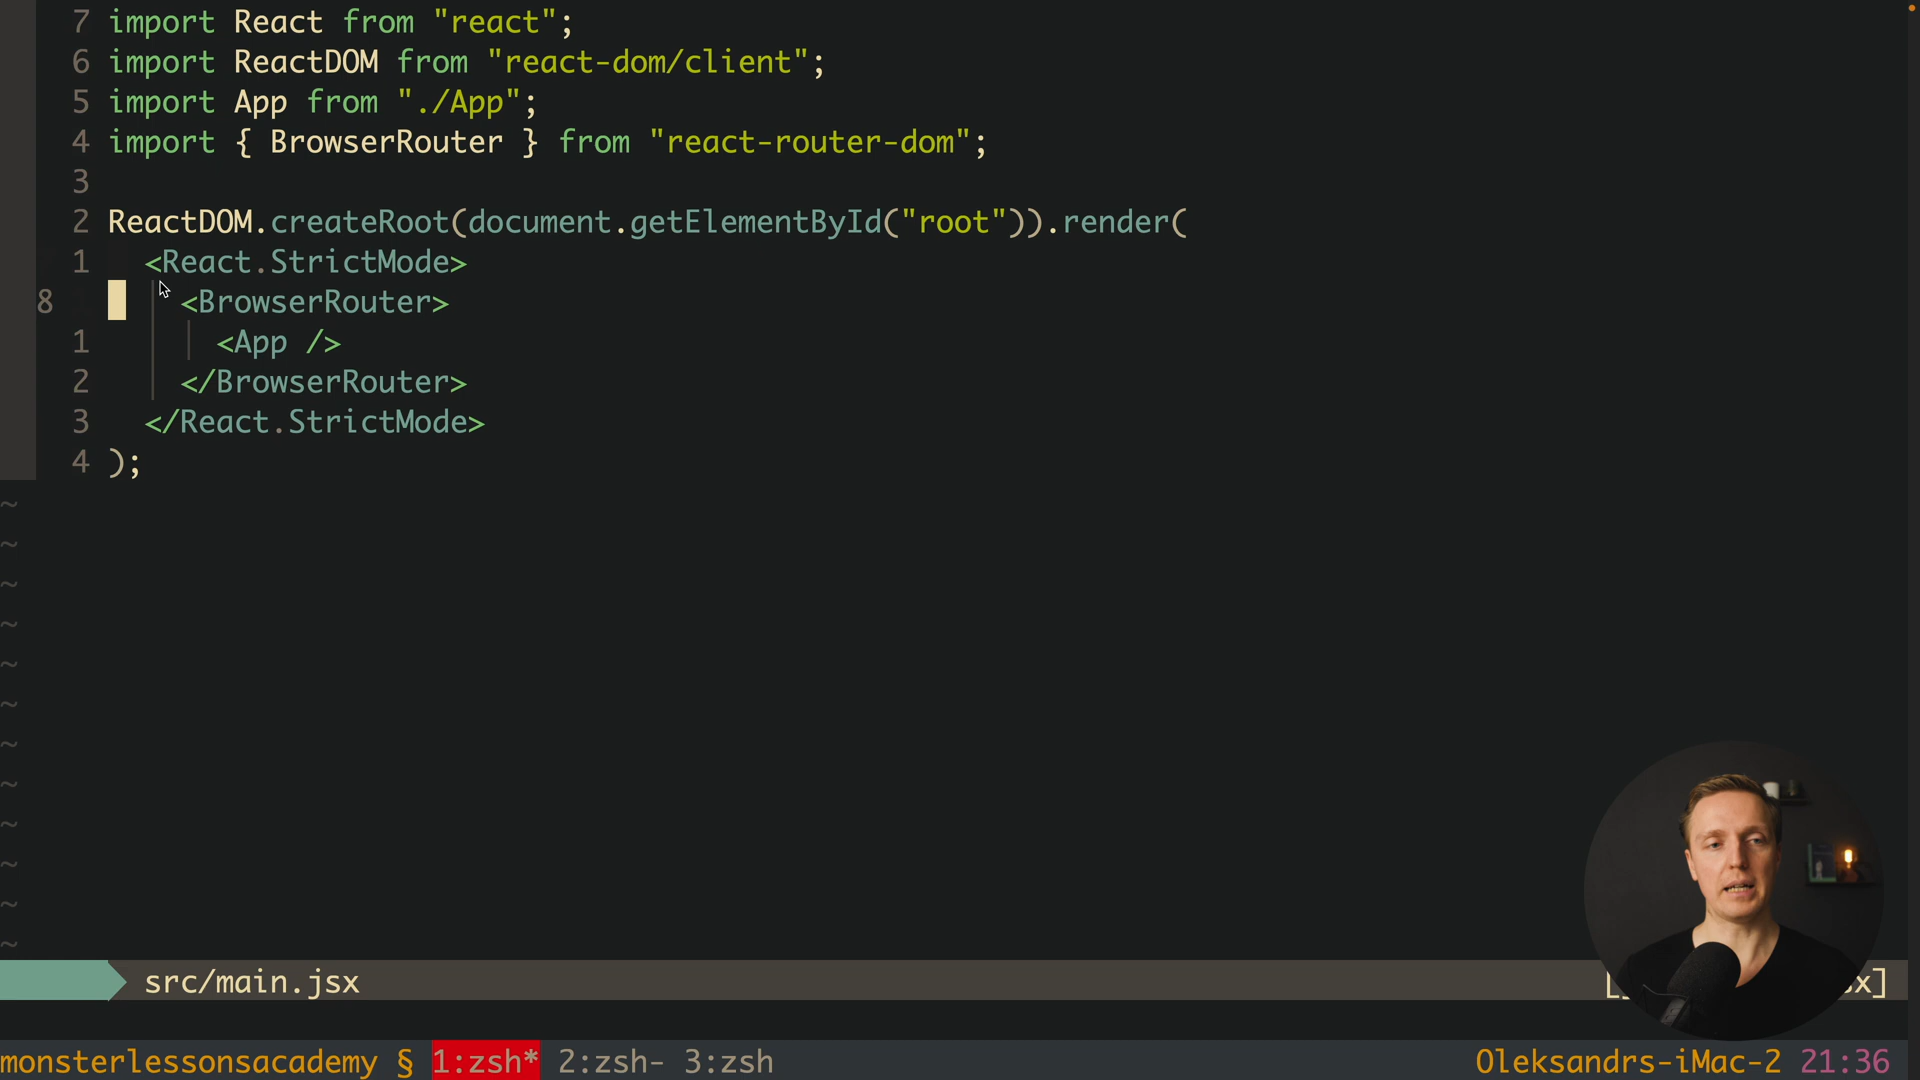 7 import React from "react";
6 import ReactDOM from "react-dom/client";
5 import App from "./App";
4 import { BrowserRouter } from "react-router-dom";
3
2 ReactDOM.createRoot(document.getElementById("root")).render(
1   <React.StrictMode>
8     <BrowserRouter>
1       <App />
2     </BrowserRouter>
3   </React.StrictMode>
4 );
~
~
~
~
~
~
~
~
~
~
~
~
src/main.jsx
monsterlessonsacademy § 1:zsh* 2:zsh- 3:zsh Oleksandrs-iMac-2 21:36